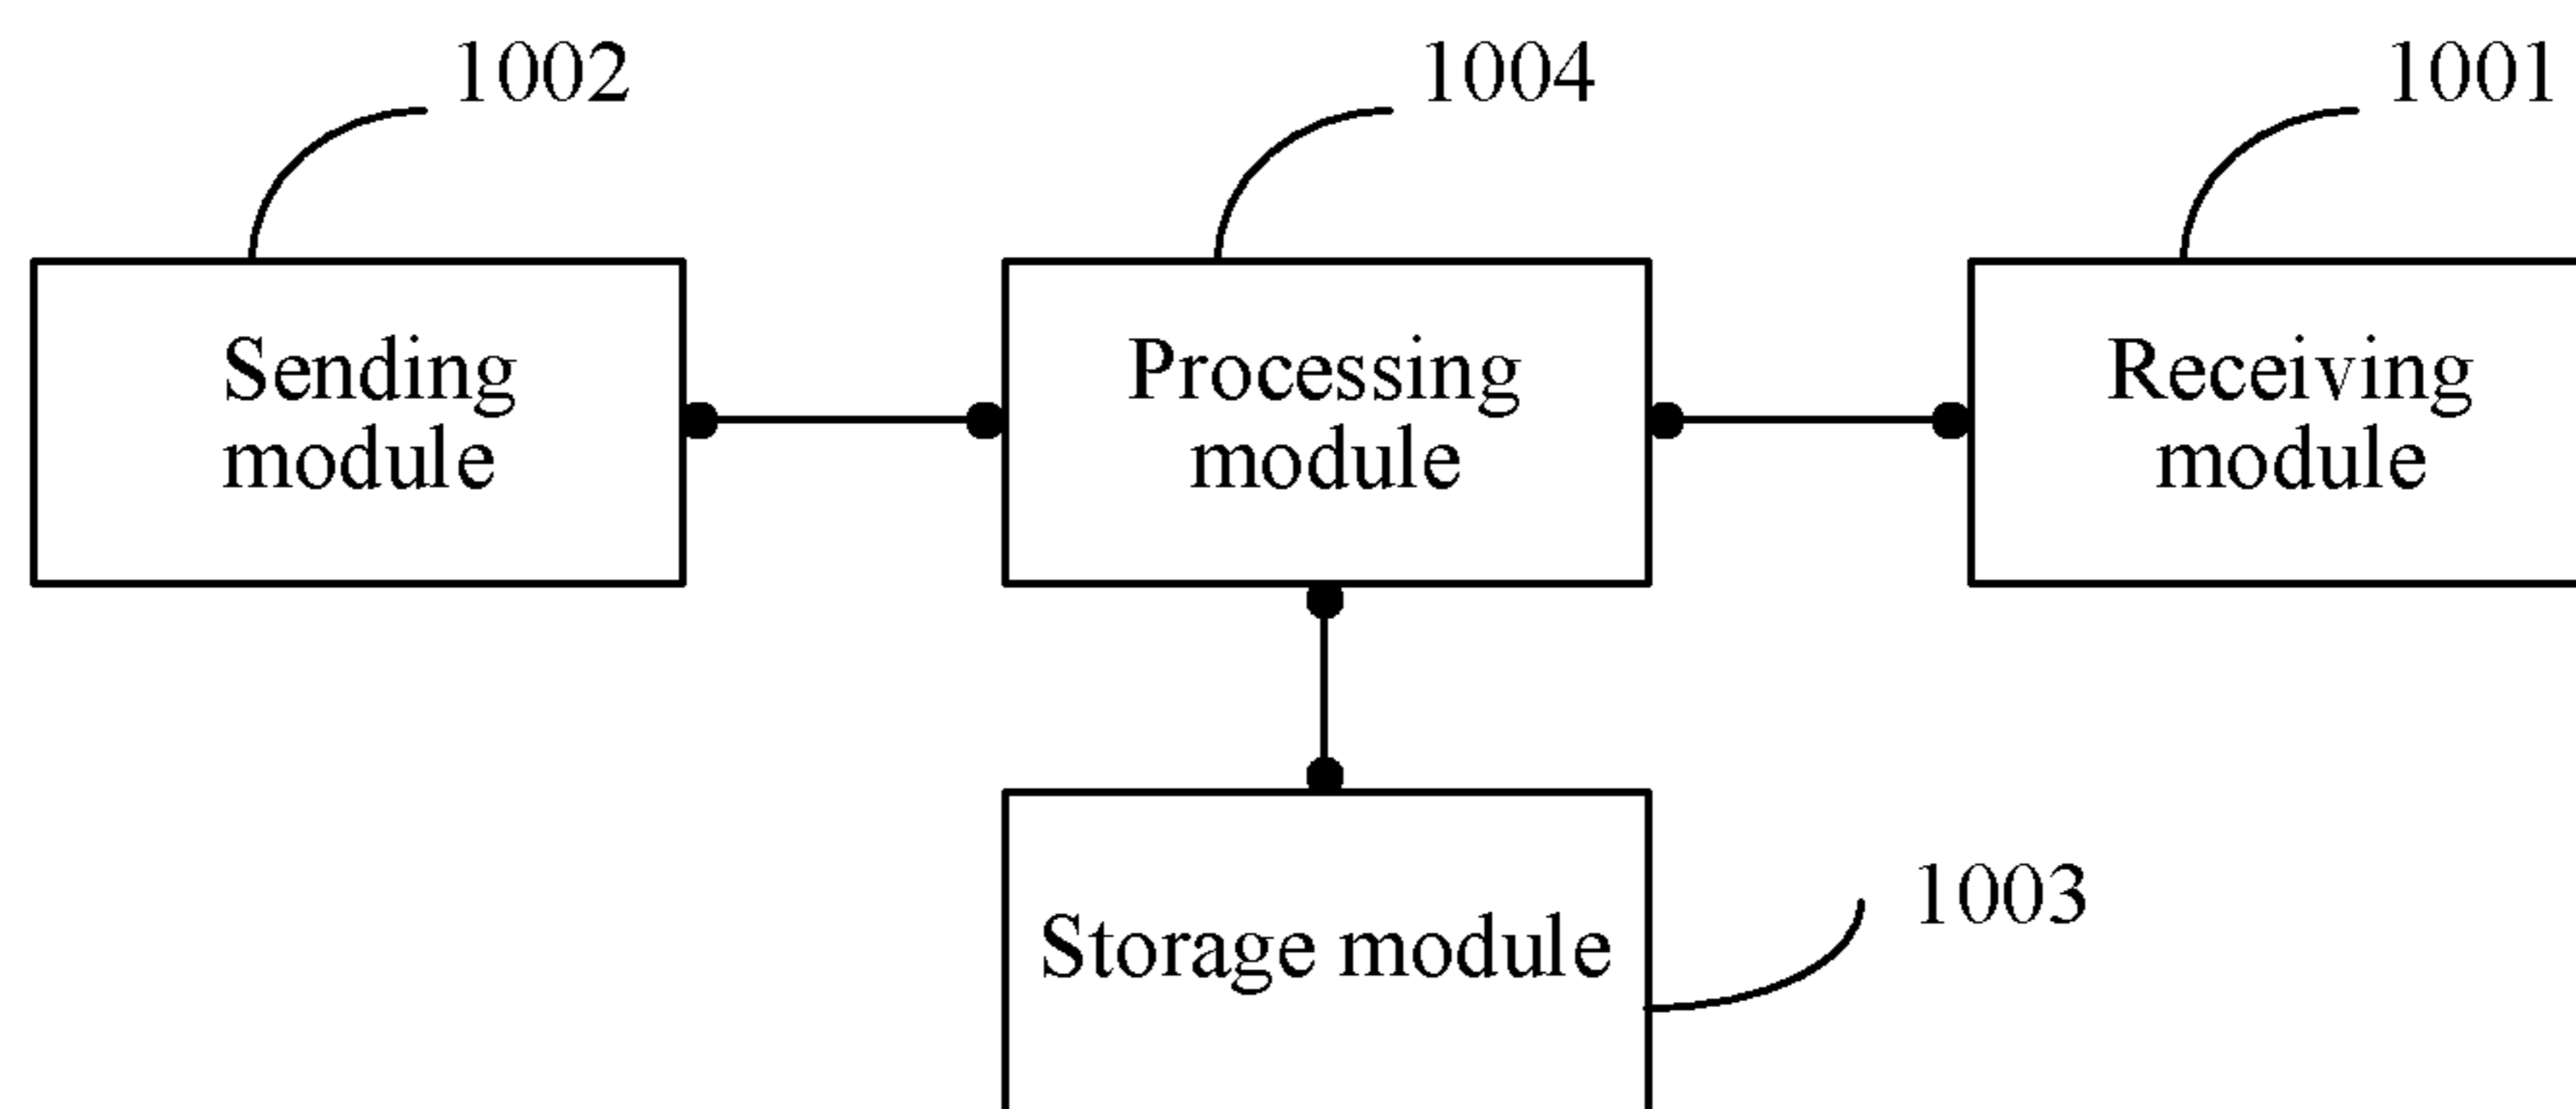 1002
1004
1001
Sending
module
Processing
module
Receiving
module
Storage module
1003